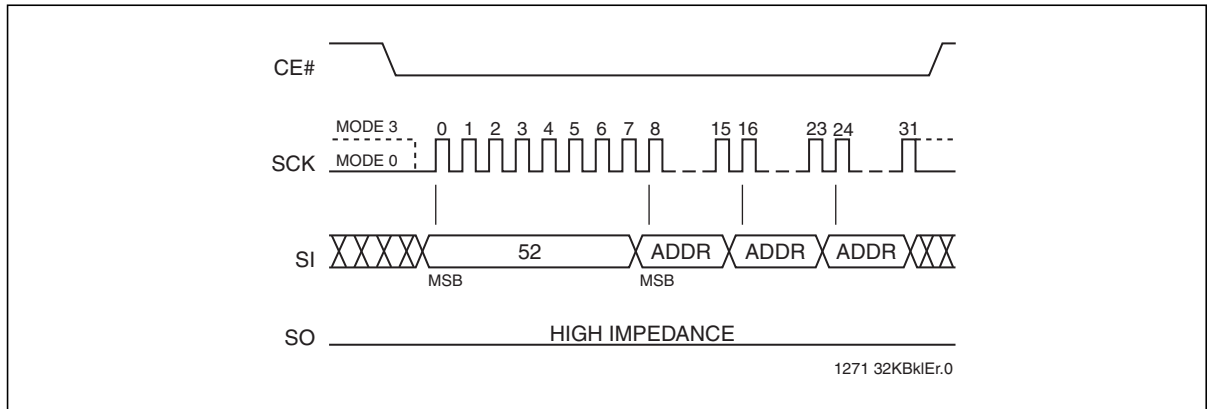 CE#
MODE 3
0 1 2 3 4 5 6 7 8 15 16 23 24 31
SCK
MODE 0
SI
52
ADDR
ADDR
ADDR
MSB
MSB
SO
HIGH IMPEDANCE
1271 32KBklEr.0